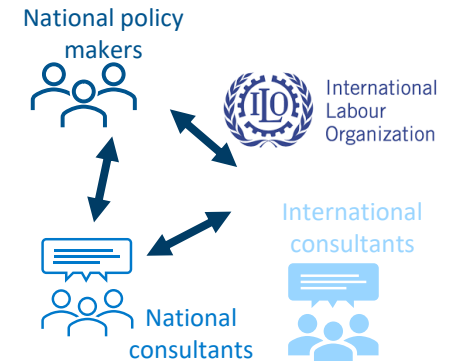 National policy
makers
ILO
International
Labour
Organization
International
consultants
National
consultants